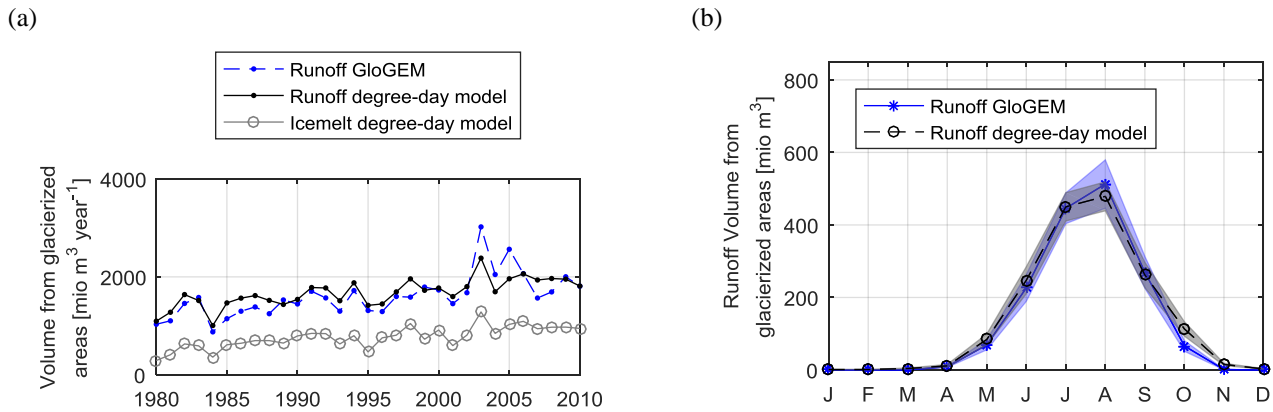 (a)
Runoff GloGEM
Runoff degree-day model
Icemelt degree-day model
Volume from glacierized
areas [mio m³ year⁻¹]
4000
2000
0
1980 1985 1990 1995 2000 2005 2010
(b)
Runoff GloGEM
Runoff degree-day model
Runoff Volume from
glacierized areas [mio m³]
800
600
400
200
0
J F M A M J J A S O N D